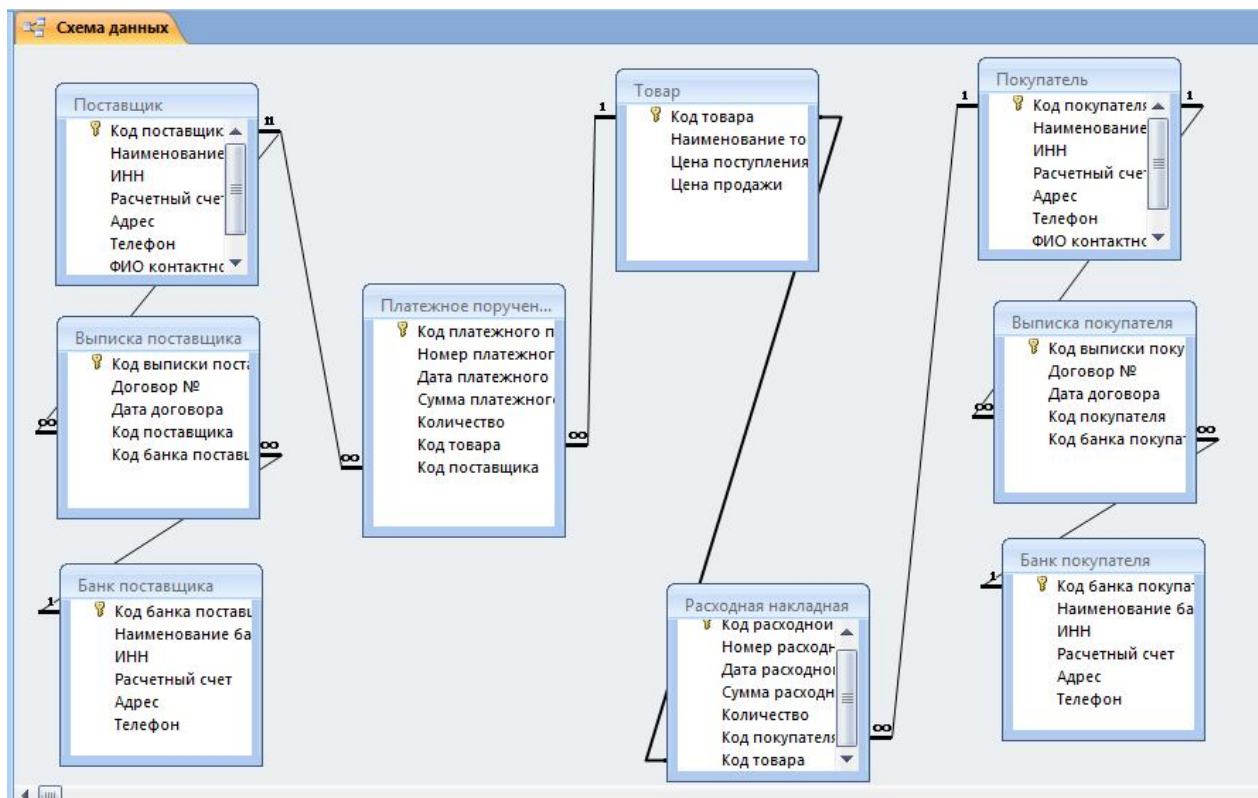 Схема данных
Поставщик
Код поставщик
Наименование
ИНН
Расчетный счет
Адрес
Телефон
ФИО контактно
1
1
∞
∞
Выписка поставщика
Код выписки поста
Договор №
Дата договора
Код поставщика
Код банка поставщ
1
Банк поставщика
Код банка поставщ
Наименование ба
ИНН
Расчетный счет
Адрес
Телефон
Платежное поручен...
Код платежного п
Номер платежног
Дата платежного
Сумма платежного
Количество
Код товара
Код поставщика
∞
∞
1
Товар
Код товара
Наименование то
Цена поступления
Цена продажи
Расходная накладная
Код расходной
Номер расходн
Дата расходног
Сумма расходн
Количество
Код покупателя
Код товара
∞
1
1
Покупатель
Код покупателя
Наименование
ИНН
Расчетный счет
Адрес
Телефон
ФИО контактно
Выписка покупателя
Код выписки поку
Договор №
Дата договора
Код покупателя
Код банка покупат
∞
∞
1
Банк покупателя
Код банка покупат
Наименование ба
ИНН
Расчетный счет
Адрес
Телефон